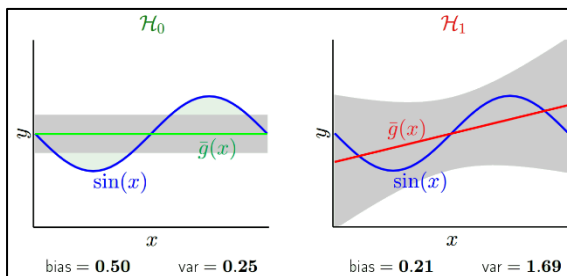 H₀
y
ḡ(x)
sin(x)
x
bias = 0.50 var = 0.25
H₁
y
ḡ(x)
sin(x)
x
bias = 0.21 var = 1.69